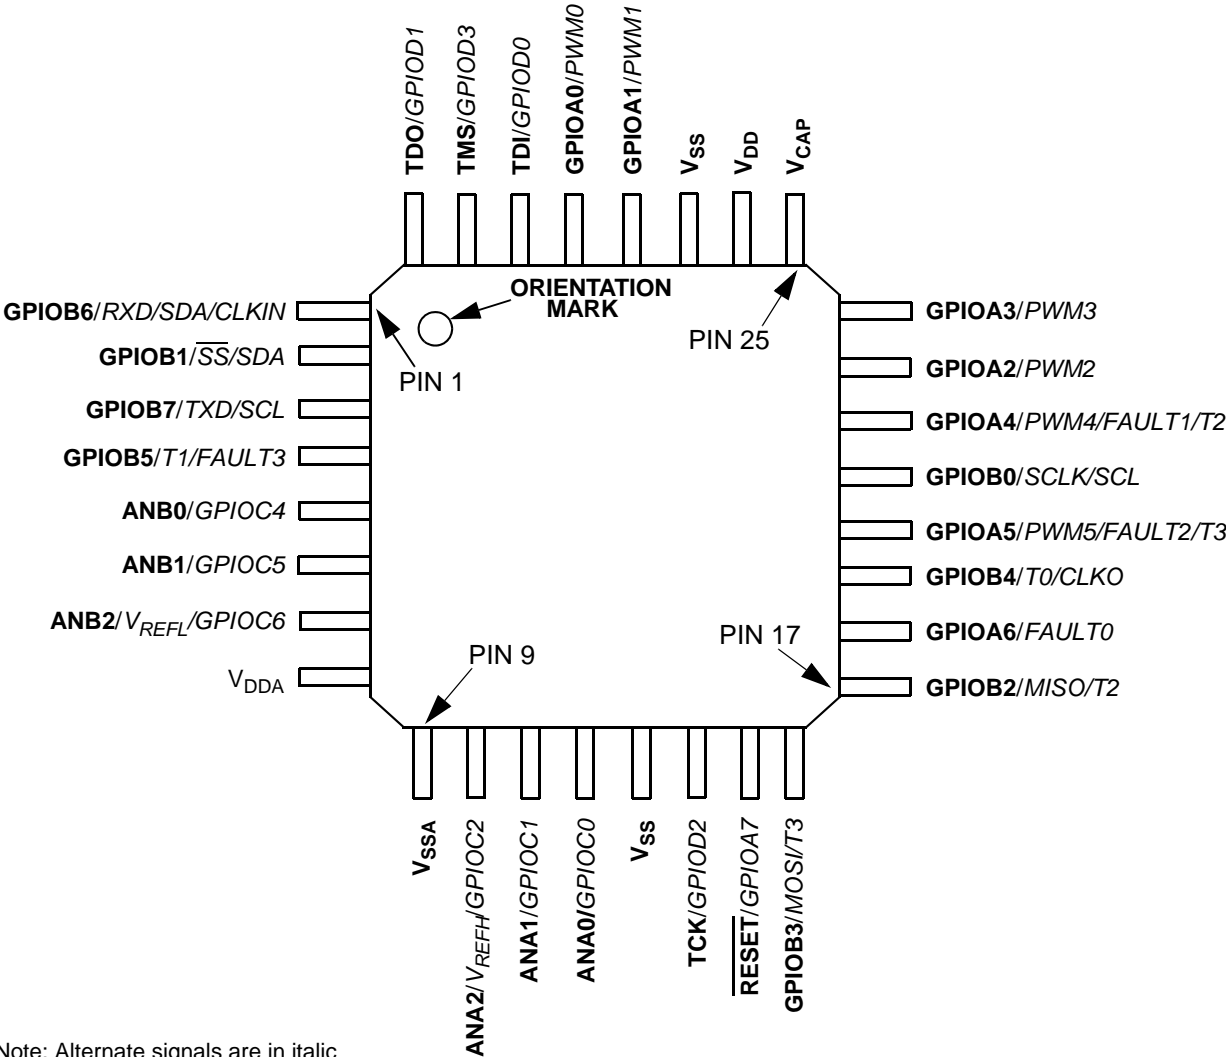 TDO/GPIOD1
TMS/GPIOD3
TDI/GPIOD0
GPIOA0/PWM0
GPIOA1/PWM1
VSS
VDD
VCAP
ORIENTATION
MARK
PIN 25
PIN 1
GPIOB6/RXD/SDA/CLKIN
GPIOB1/S̅S̅/SDA
GPIOB7/TXD/SCL
GPIOB5/T1/FAULT3
ANB0/GPIOC4
ANB1/GPIOC5
ANB2/VREFL/GPIOC6
VDDA
GPIOA3/PWM3
GPIOA2/PWM2
GPIOA4/PWM4/FAULT1/T2
GPIOB0/SCLK/SCL
GPIOA5/PWM5/FAULT2/T3
GPIOB4/T0/CLKO
GPIOA6/FAULT0
GPIOB2/MISO/T2
PIN 17
PIN 9
VSSA
ANA2/VREFH/GPIOC2
ANA1/GPIOC1
ANA0/GPIOC0
VSS
TCK/GPIOD2
R̅E̅S̅E̅T̅/GPIOA7
GPIOB3/MOSI/T3
Note: Alternate signals are in italic